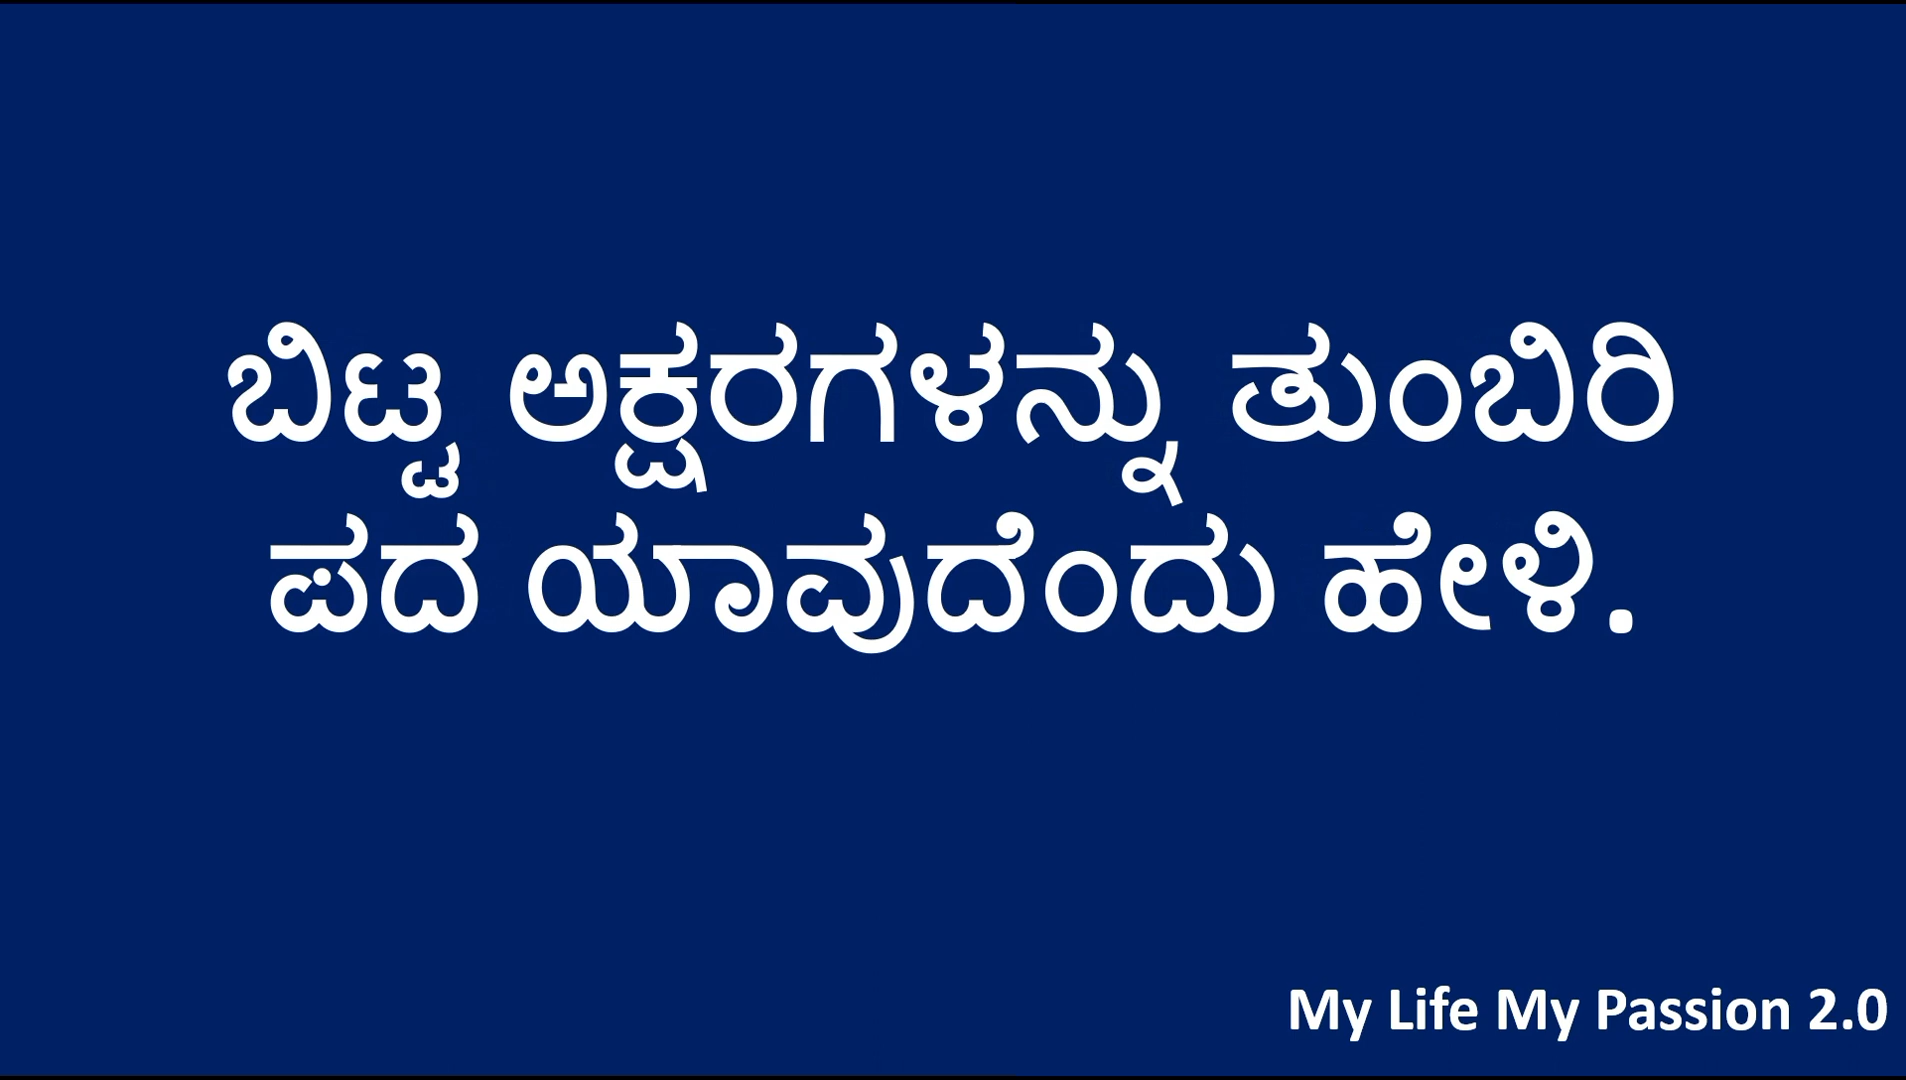 ಬಿಟ್ಟ ಅಕ್ಷರಗಳನ್ನು ತುಂಬಿರಿ
ಪದ ಯಾವುದೆಂದು ಹೇಳಿ.
My Life My Passion 2.0